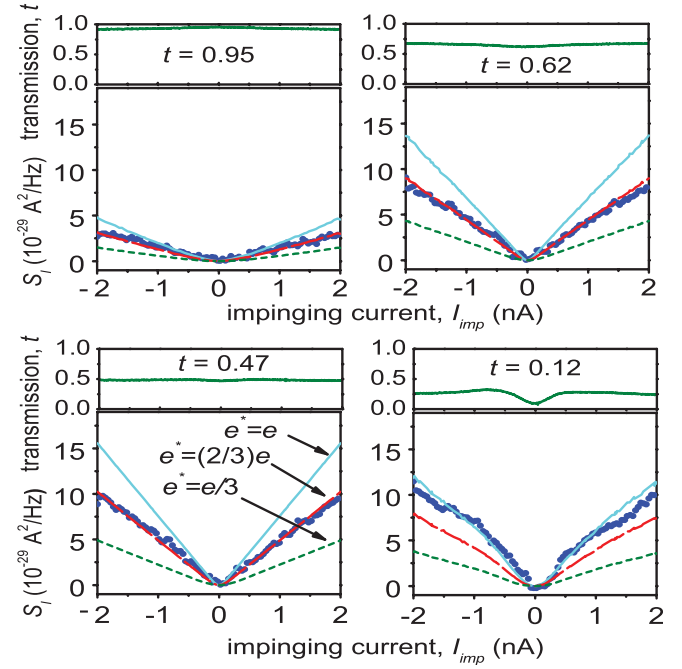 transmission, t
1.0
0.5
0.0
t = 0.95
1.0
0.5
0.0
t = 0.62
S_I (10^-29 A^2/Hz)
15
10
5
0
-2 -1 0 1 2
15
10
5
0
-2 -1 0 1 2
impinging current, I_imp (nA)
transmission, t
1.0
0.5
0.0
t = 0.47
1.0
0.5
0.0
t = 0.12
S_I (10^-29 A^2/Hz)
15
10
5
0
e*=e
e*=(2/3)e
e*=e/3
-2 -1 0 1 2
15
10
5
0
-2 -1 0 1 2
impinging current, I_imp (nA)